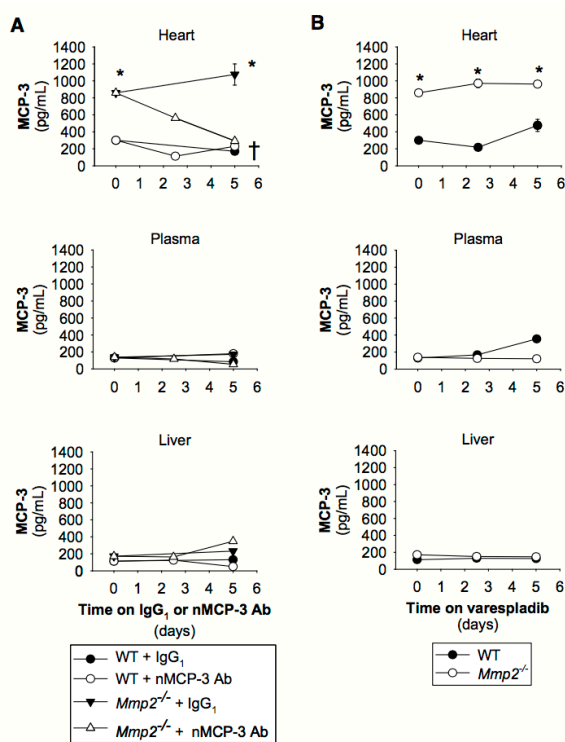 A
B
Heart
Heart
MCP-3
(pg/mL)
1400
1200
1000
800
600
400
200
0
*
*
†
0 1 2 3 4 5 6
MCP-3
(pg/mL)
1400
1200
1000
800
600
400
200
0
* * *
0 1 2 3 4 5 6
Plasma
Plasma
MCP-3
(pg/mL)
1400
1200
1000
800
600
400
200
0
0 1 2 3 4 5 6
MCP-3
(pg/mL)
1400
1200
1000
800
600
400
200
0
0 1 2 3 4 5 6
Liver
Liver
MCP-3
(pg/mL)
1400
1200
1000
800
600
400
200
0
0 1 2 3 4 5 6
MCP-3
(pg/mL)
1400
1200
1000
800
600
400
200
0
0 1 2 3 4 5 6
Time on IgG₁ or nMCP-3 Ab
(days)
Time on varespladib
(days)
WT + IgG₁
WT + nMCP-3 Ab
Mmp2⁻/⁻ + IgG₁
Mmp2⁻/⁻ + nMCP-3 Ab
WT
Mmp2⁻/⁻